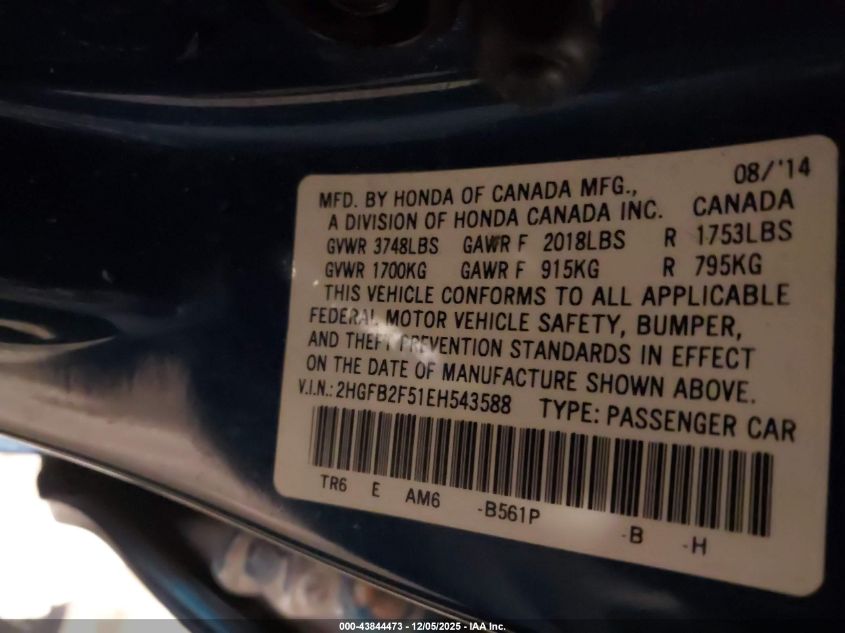 08/'14
MFD. BY HONDA OF CANADA MFG.,
A DIVISION OF HONDA CANADA INC. CANADA
GVWR 3748LBS GAWR F 2018LBS R 1753LBS
GVWR 1700KG GAWR F 915KG R 795KG
THIS VEHICLE CONFORMS TO ALL APPLICABLE
FEDERAL MOTOR VEHICLE SAFETY, BUMPER,
AND THEFT PREVENTION STANDARDS IN EFFECT
ON THE DATE OF MANUFACTURE SHOWN ABOVE.
V.I.N.: 2HGFB2F51EH543588 TYPE: PASSENGER CAR
TR6 E AM6 -B561P -B -H
000-43844473 - 12/05/2025 - IAA Inc.